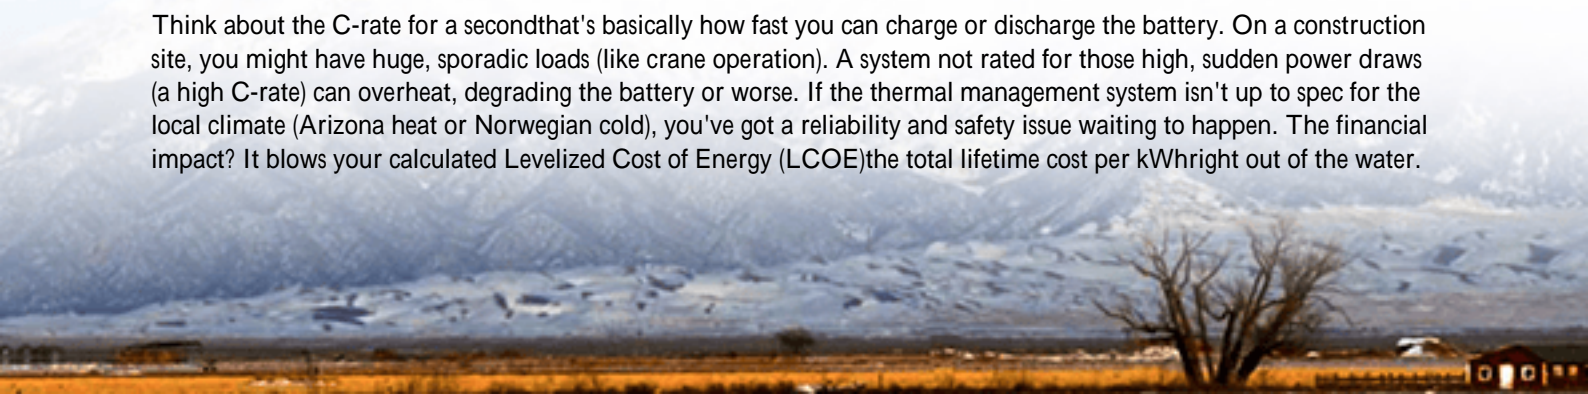 Think about the C-rate for a secondthat's basically how fast you can charge or discharge the battery. On a construction
site, you might have huge, sporadic loads (like crane operation). A system not rated for those high, sudden power draws
(a high C-rate) can overheat, degrading the battery or worse. If the thermal management system isn't up to spec for the
local climate (Arizona heat or Norwegian cold), you've got a reliability and safety issue waiting to happen. The financial
impact? It blows your calculated Levelized Cost of Energy (LCOE)the total lifetime cost per kWhright out of the water.